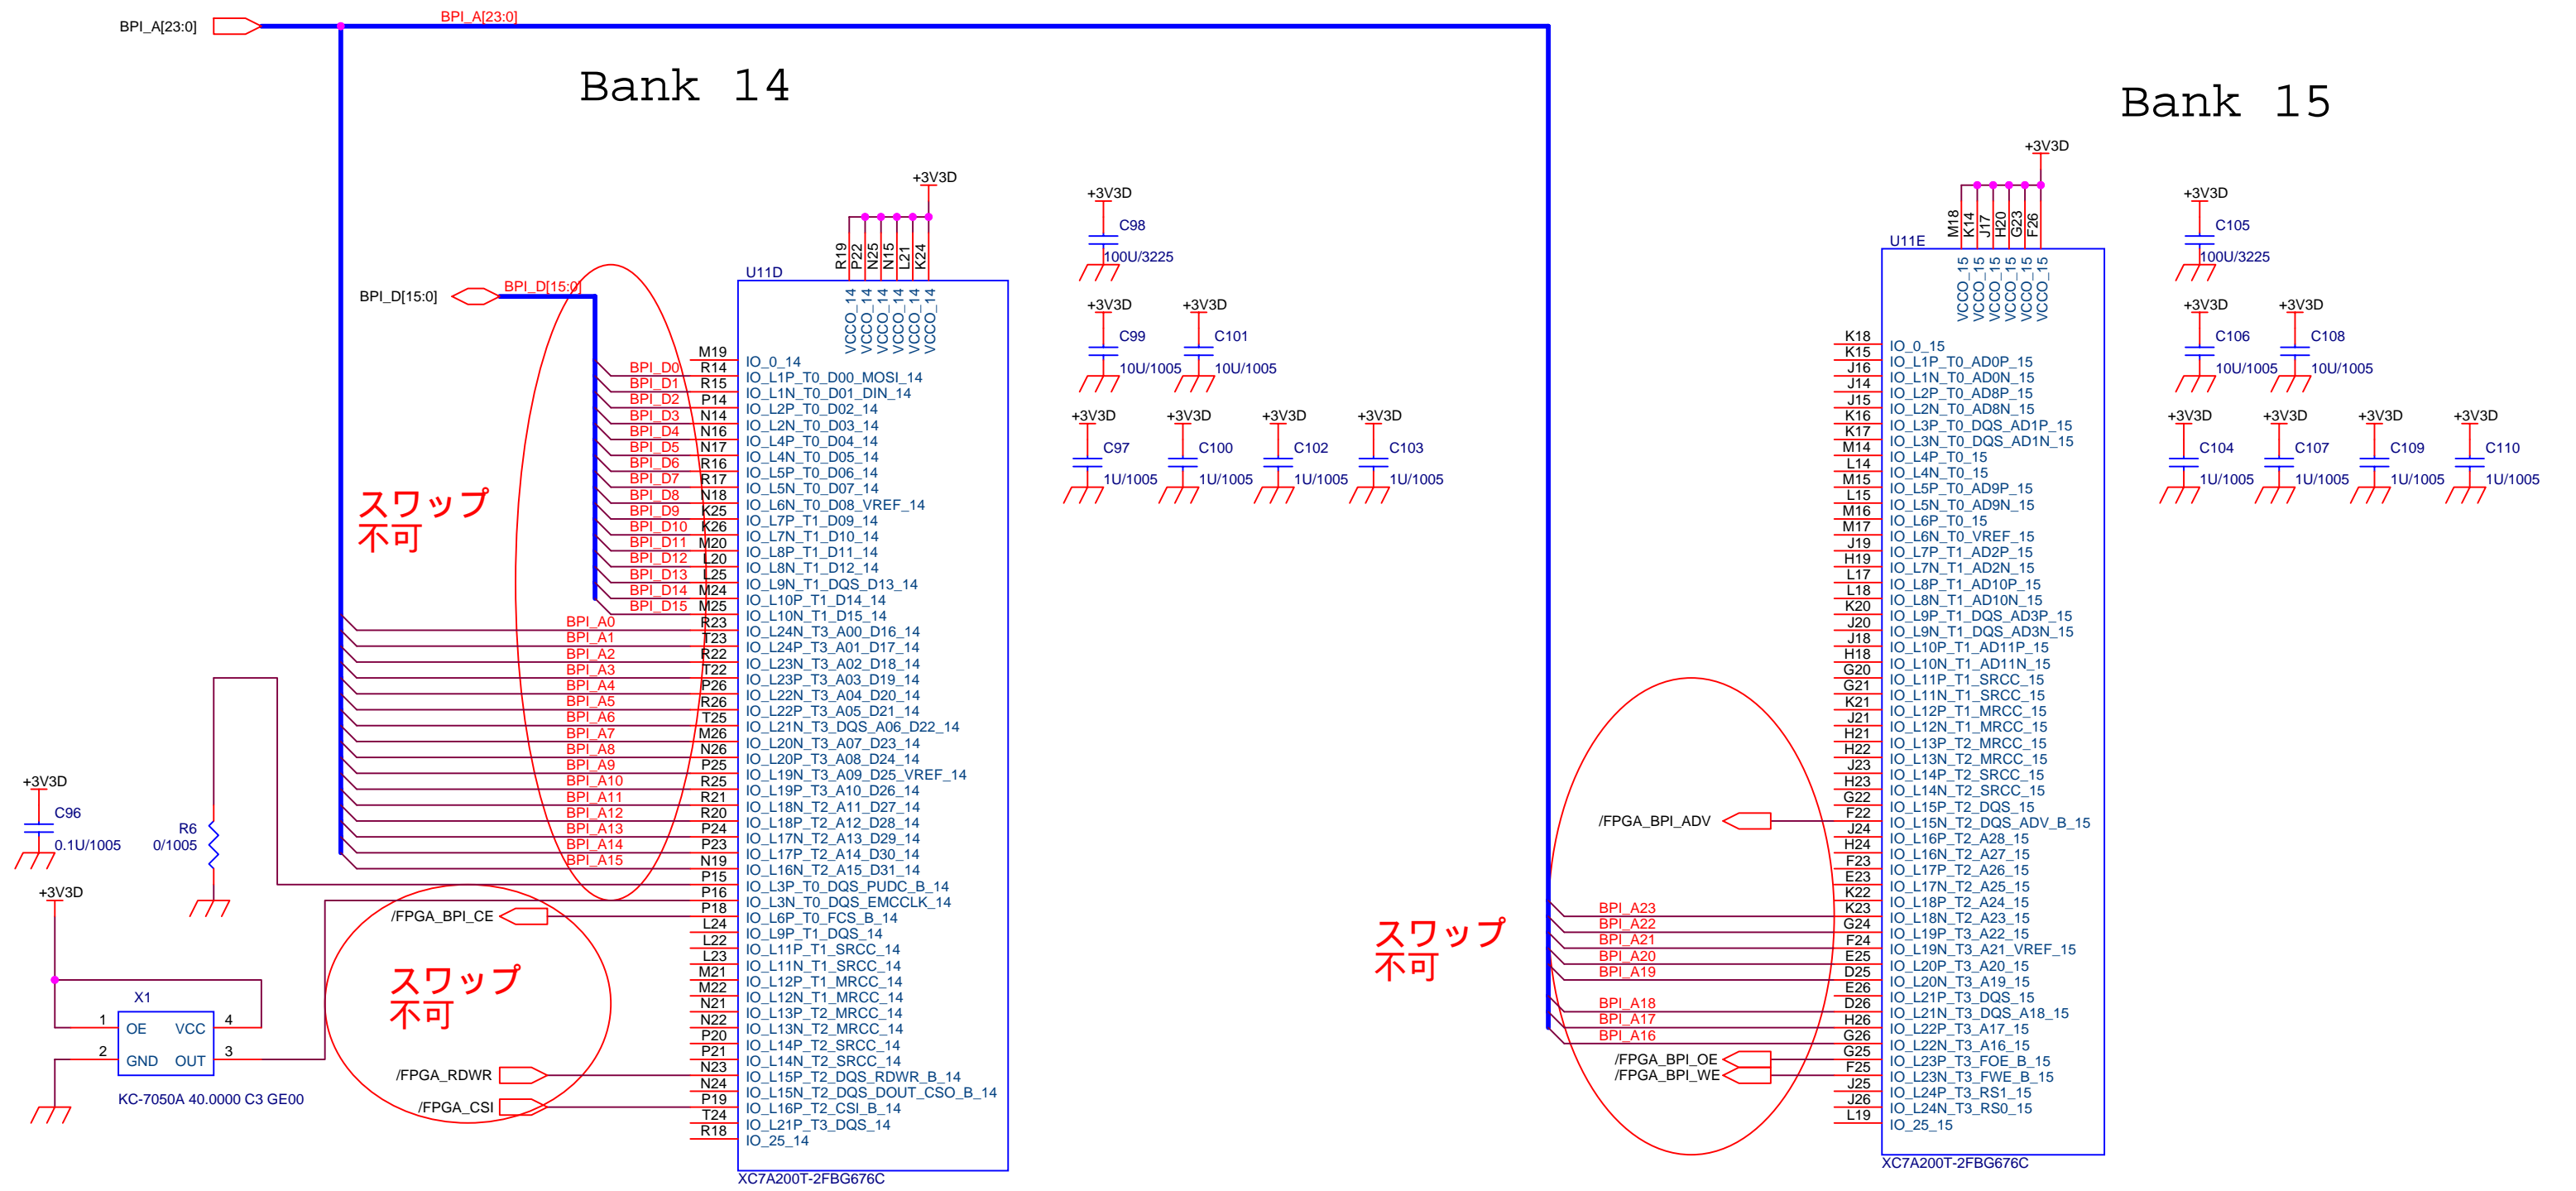 BPI_A[23:0]
BPI_A[23:0]
Bank 14
Bank 15
+3V3D
R19
P22
N25
N15
L21
K24
U11D
VCCO_14
VCCO_14
VCCO_14
VCCO_14
VCCO_14
VCCO_14
BPI_D[15:0]
BPI_D[15:0]
M19 IO_0_14
BPI_D0 R14 IO_L1P_T0_D00_MOSI_14
BPI_D1 R15 IO_L1N_T0_D01_DIN_14
BPI_D2 P14 IO_L2P_T0_D02_14
BPI_D3 N14 IO_L2N_T0_D03_14
BPI_D4 N16 IO_L4P_T0_D04_14
BPI_D5 N17 IO_L4N_T0_D05_14
BPI_D6 R16 IO_L5P_T0_D06_14
BPI_D7 R17 IO_L5N_T0_D07_14
BPI_D8 N18 IO_L6N_T0_D08_VREF_14
BPI_D9 K25 IO_L7P_T1_D09_14
BPI_D10 K26 IO_L7N_T1_D10_14
BPI_D11 M20 IO_L8P_T1_D11_14
BPI_D12 L20 IO_L8N_T1_D12_14
BPI_D13 L25 IO_L9N_T1_DQS_D13_14
BPI_D14 M24 IO_L10P_T1_D14_14
BPI_D15 M25 IO_L10N_T1_D15_14
BPI_A0 R23 IO_L24N_T3_A00_D16_14
BPI_A1 T23 IO_L24P_T3_A01_D17_14
BPI_A2 R22 IO_L23N_T3_A02_D18_14
BPI_A3 T22 IO_L23P_T3_A03_D19_14
BPI_A4 P26 IO_L22N_T3_A04_D20_14
BPI_A5 R26 IO_L22P_T3_A05_D21_14
BPI_A6 T25 IO_L21N_T3_DQS_A06_D22_14
BPI_A7 M26 IO_L20N_T3_A07_D23_14
BPI_A8 N26 IO_L20P_T3_A08_D24_14
BPI_A9 P25 IO_L19N_T3_A09_D25_VREF_14
BPI_A10 R25 IO_L19P_T3_A10_D26_14
BPI_A11 R21 IO_L18N_T2_A11_D27_14
BPI_A12 R20 IO_L18P_T2_A12_D28_14
BPI_A13 P24 IO_L17N_T2_A13_D29_14
BPI_A14 P23 IO_L17P_T2_A14_D30_14
BPI_A15 N19 IO_L16N_T2_A15_D31_14
P15 IO_L3P_T0_DQS_PUDC_B_14
P16 IO_L3N_T0_DQS_EMCCLK_14
/FPGA_BPI_CE P18 IO_L6P_T0_FCS_B_14
L24 IO_L9P_T1_DQS_14
L22 IO_L11P_T1_SRCC_14
L23 IO_L11N_T1_SRCC_14
M21 IO_L12P_T1_MRCC_14
M22 IO_L12N_T1_MRCC_14
N21 IO_L13P_T2_MRCC_14
N22 IO_L13N_T2_MRCC_14
P20 IO_L14P_T2_SRCC_14
P21 IO_L14N_T2_SRCC_14
/FPGA_RDWR N23 IO_L15P_T2_DQS_RDWR_B_14
N24 IO_L15N_T2_DQS_DOUT_CSO_B_14
/FPGA_CSI P19 IO_L16P_T2_CSI_B_14
T24 IO_L21P_T3_DQS_14
R18 IO_25_14
XC7A200T-2FBG676C
スワップ
不可
スワップ
不可
+3V3D
C96
0.1U/1005
R6
0/1005
+3V3D
X1
1 OE VCC 4
2 GND OUT 3
KC-7050A 40.0000 C3 GE00
+3V3D
C98
100U/3225
+3V3D
C99
10U/1005
+3V3D
C101
10U/1005
+3V3D
C97
1U/1005
+3V3D
C100
1U/1005
+3V3D
C102
1U/1005
+3V3D
C103
1U/1005
+3V3D
M18
K14
J17
H20
G23
F26
U11E
VCCO_15
VCCO_15
VCCO_15
VCCO_15
VCCO_15
VCCO_15
K18 IO_0_15
K15 IO_L1P_T0_AD0P_15
J16 IO_L1N_T0_AD0N_15
J14 IO_L2P_T0_AD8P_15
J15 IO_L2N_T0_AD8N_15
K16 IO_L3P_T0_DQS_AD1P_15
K17 IO_L3N_T0_DQS_AD1N_15
M14 IO_L4P_T0_15
L14 IO_L4N_T0_15
M15 IO_L5P_T0_AD9P_15
L15 IO_L5N_T0_AD9N_15
M16 IO_L6P_T0_15
M17 IO_L6N_T0_VREF_15
J19 IO_L7P_T1_AD2P_15
H19 IO_L7N_T1_AD2N_15
L17 IO_L8P_T1_AD10P_15
L18 IO_L8N_T1_AD10N_15
K20 IO_L9P_T1_DQS_AD3P_15
J20 IO_L9N_T1_DQS_AD3N_15
J18 IO_L10P_T1_AD11P_15
H18 IO_L10N_T1_AD11N_15
G20 IO_L11P_T1_SRCC_15
G21 IO_L11N_T1_SRCC_15
K21 IO_L12P_T1_MRCC_15
J21 IO_L12N_T1_MRCC_15
H21 IO_L13P_T2_MRCC_15
H22 IO_L13N_T2_MRCC_15
J23 IO_L14P_T2_SRCC_15
H23 IO_L14N_T2_SRCC_15
G22 IO_L15P_T2_DQS_15
/FPGA_BPI_ADV F22 IO_L15N_T2_DQS_ADV_B_15
J24 IO_L16P_T2_A28_15
H24 IO_L16N_T2_A27_15
F23 IO_L17P_T2_A26_15
E23 IO_L17N_T2_A25_15
K22 IO_L18P_T2_A24_15
BPI_A23 K23 IO_L18N_T2_A23_15
BPI_A22 G24 IO_L19P_T3_A22_15
BPI_A21 F24 IO_L19N_T3_A21_VREF_15
BPI_A20 E25 IO_L20P_T3_A20_15
BPI_A19 D25 IO_L20N_T3_A19_15
E26 IO_L21P_T3_DQS_15
BPI_A18 D26 IO_L21N_T3_DQS_A18_15
BPI_A17 H26 IO_L22P_T3_A17_15
BPI_A16 G26 IO_L22N_T3_A16_15
/FPGA_BPI_OE G25 IO_L23P_T3_FOE_B_15
/FPGA_BPI_WE F25 IO_L23N_T3_FWE_B_15
J25 IO_L24P_T3_RS1_15
J26 IO_L24N_T3_RS0_15
L19 IO_25_15
XC7A200T-2FBG676C
スワップ
不可
+3V3D
C105
100U/3225
+3V3D
C106
10U/1005
+3V3D
C108
10U/1005
+3V3D
C104
1U/1005
+3V3D
C107
1U/1005
+3V3D
C109
1U/1005
+3V3D
C110
1U/1005